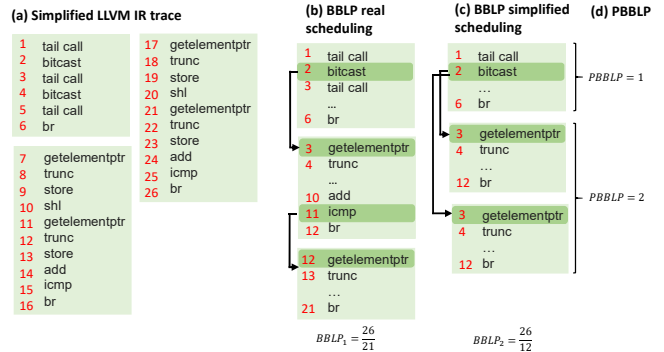 (a) Simplified LLVM IR trace
1 tail call
2 bitcast
3 tail call
4 bitcast
5 tail call
6 br
7 getelementptr
8 trunc
9 store
10 shl
11 getelementptr
12 trunc
13 store
14 add
15 icmp
16 br
17 getelementptr
18 trunc
19 store
20 shl
21 getelementptr
22 trunc
23 store
24 add
25 icmp
26 br
(b) BBLP real
scheduling
1 tail call
2 bitcast
3 tail call
...
6 br
3 getelementptr
4 trunc
...
10 add
11 icmp
12 br
12 getelementptr
13 trunc
...
21 br
BBLP₁ = 26/21
(c) BBLP simplified
scheduling
1 tail call
2 bitcast
...
6 br
3 getelementptr
4 trunc
...
12 br
3 getelementptr
4 trunc
...
12 br
BBLP₂ = 26/12
(d) PBBLP
PBBLP = 1
PBBLP = 2